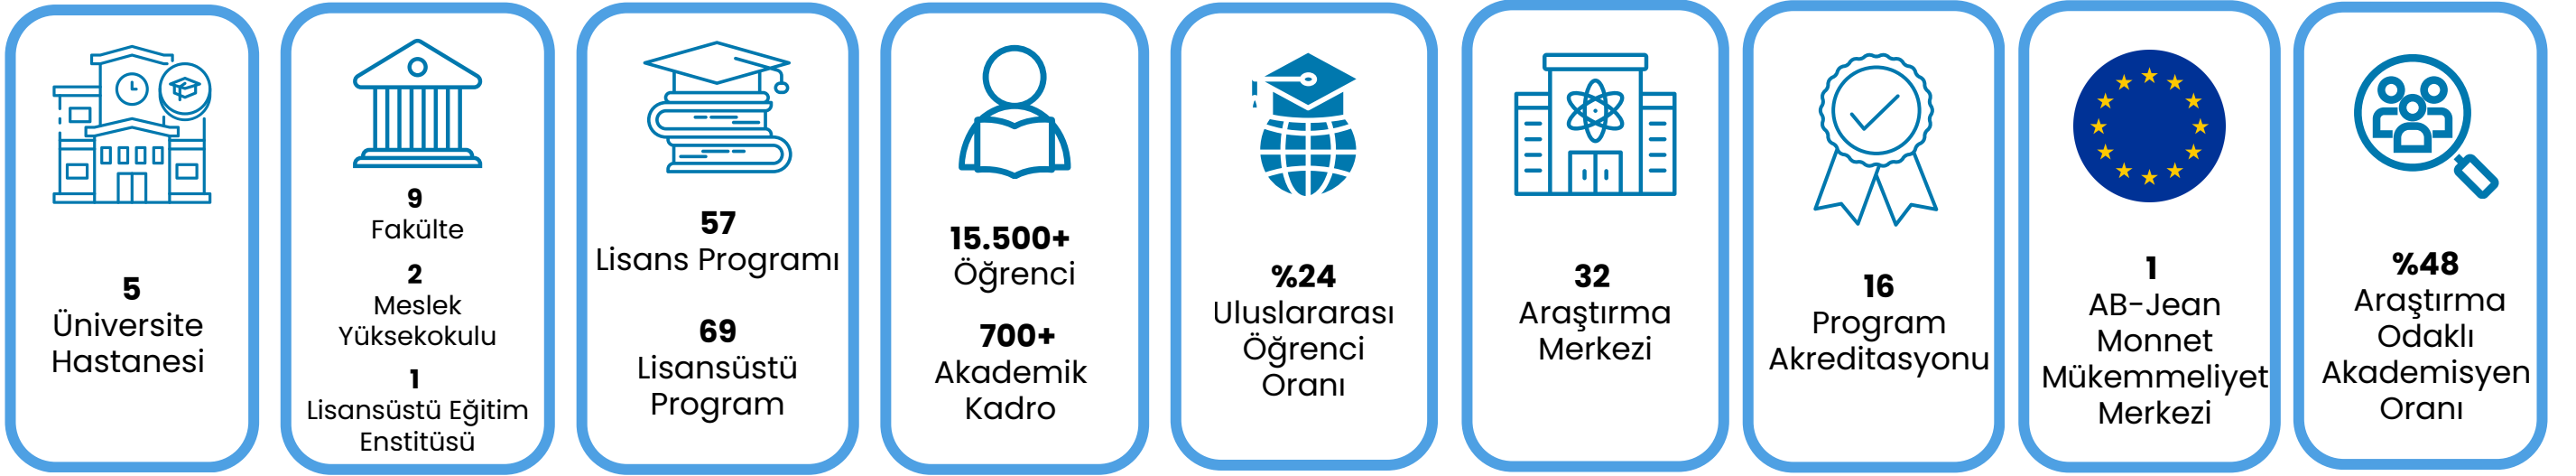 5
Üniversite
Hastanesi
9
Fakülte
2
Meslek
Yüksekokulu
1
Lisansüstü Eğitim
Enstitüsü
57
Lisans Programı
69
Lisansüstü
Program
15.500+
Öğrenci
700+
Akademik
Kadro
%24
Uluslararası
Öğrenci
Oranı
32
Araştırma
Merkezi
16
Program
Akreditasyonu
1
AB-Jean
Monnet
Mükemmeliyet
Merkezi
%48
Araştırma
Odaklı
Akademisyen
Oranı